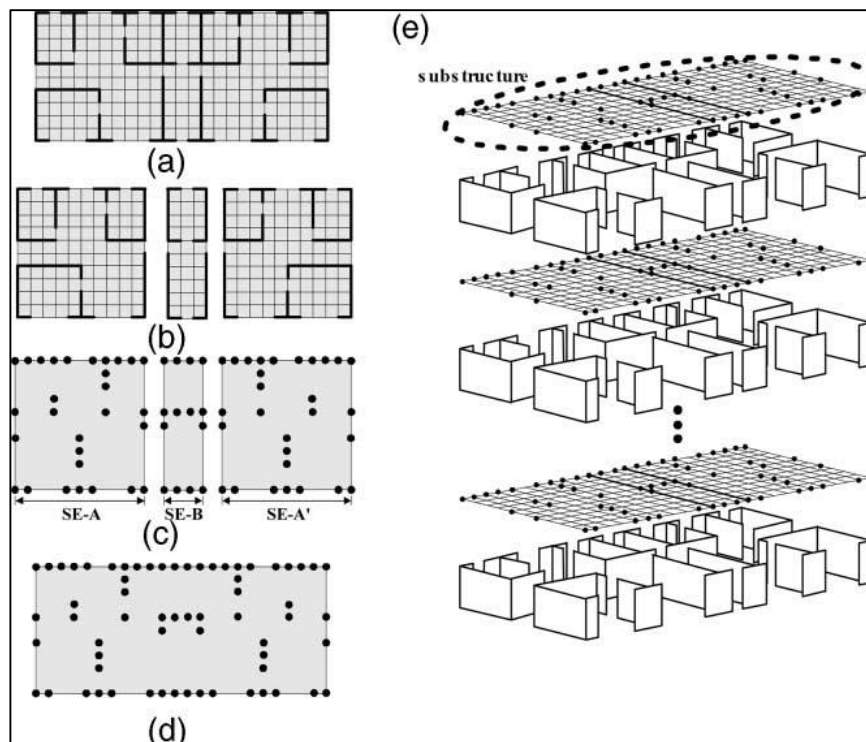 (a)
(b)
SE-A SE-B SE-A'
(c)
(d)
(e)
substructure